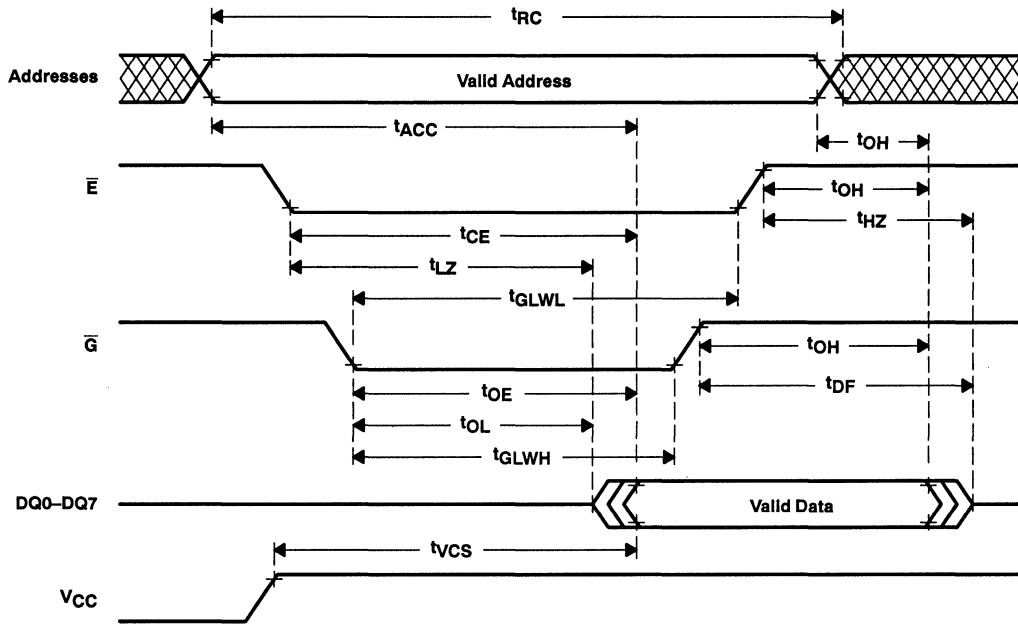 tRC
Addresses
Valid Address
tACC
tOH
E
tOH
tCE
tHZ
tLZ
tGLWL
G
tOH
tOE
tDF
tOL
tGLWH
DQ0–DQ7
Valid Data
tVCS
VCC